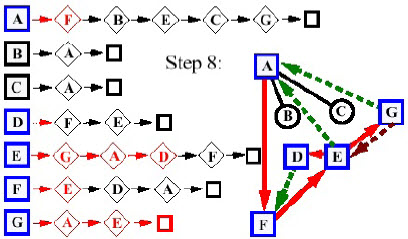 A F B E C G
B A
Step 8:
C A
D F E
E G A D F
F E D A
G A E
A
B
C
G
D
E
F